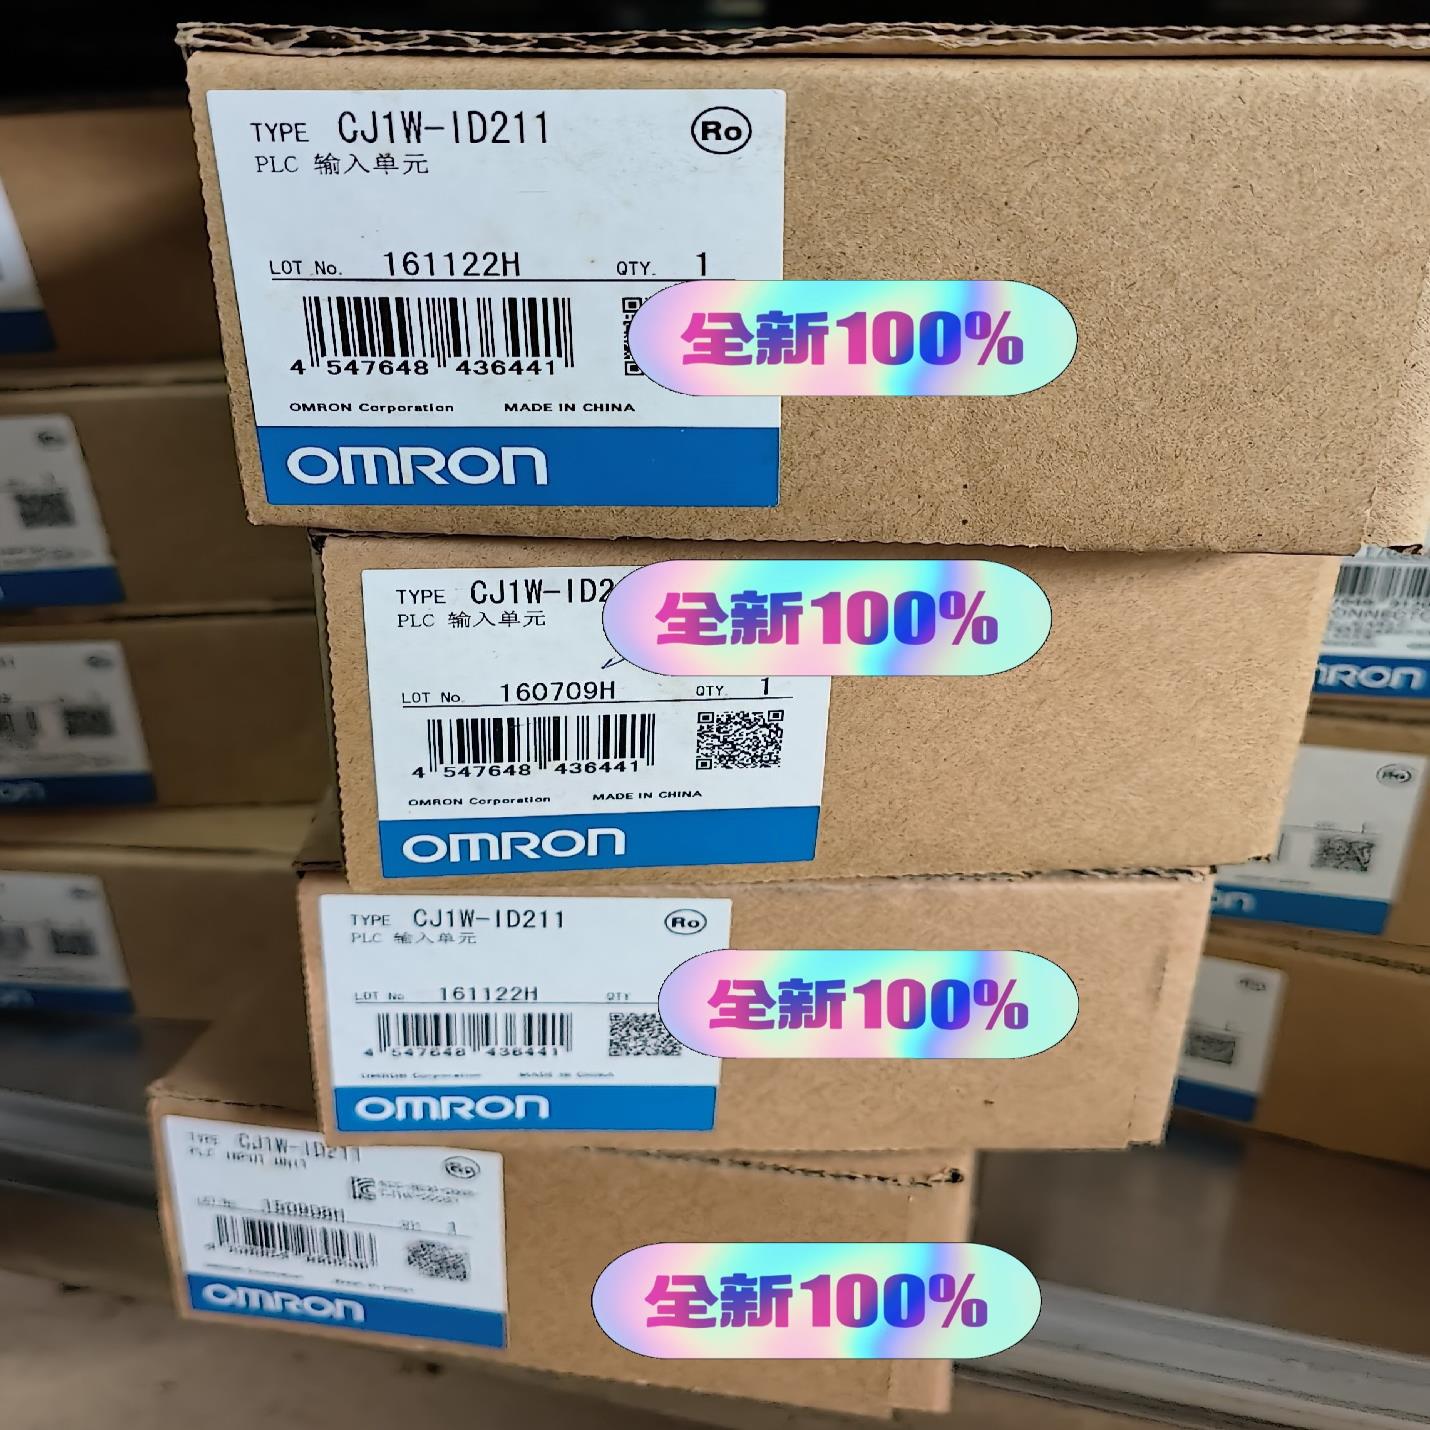 TYPE CJ1W-ID211
Ro
PLC 输入单元
LOT No. 161122H QTY. 1
4 547648 436441
全新100%
OMRON Corporation MADE IN CHINA
OMRON
TYPE CJ1W-ID2
全新100%
PLC 输入单元
LOT No. 160709H QTY. 1
4 547648 436441
OMRON Corporation MADE IN CHINA
OMRON
TYPE CJ1W-ID211
Ro
PLC 输入单元
LOT No. 161122H QTY
全新100%
4 547648 436441
OMRON
TYPE CJ1W-ID211
Ro
全新100%
OMRON